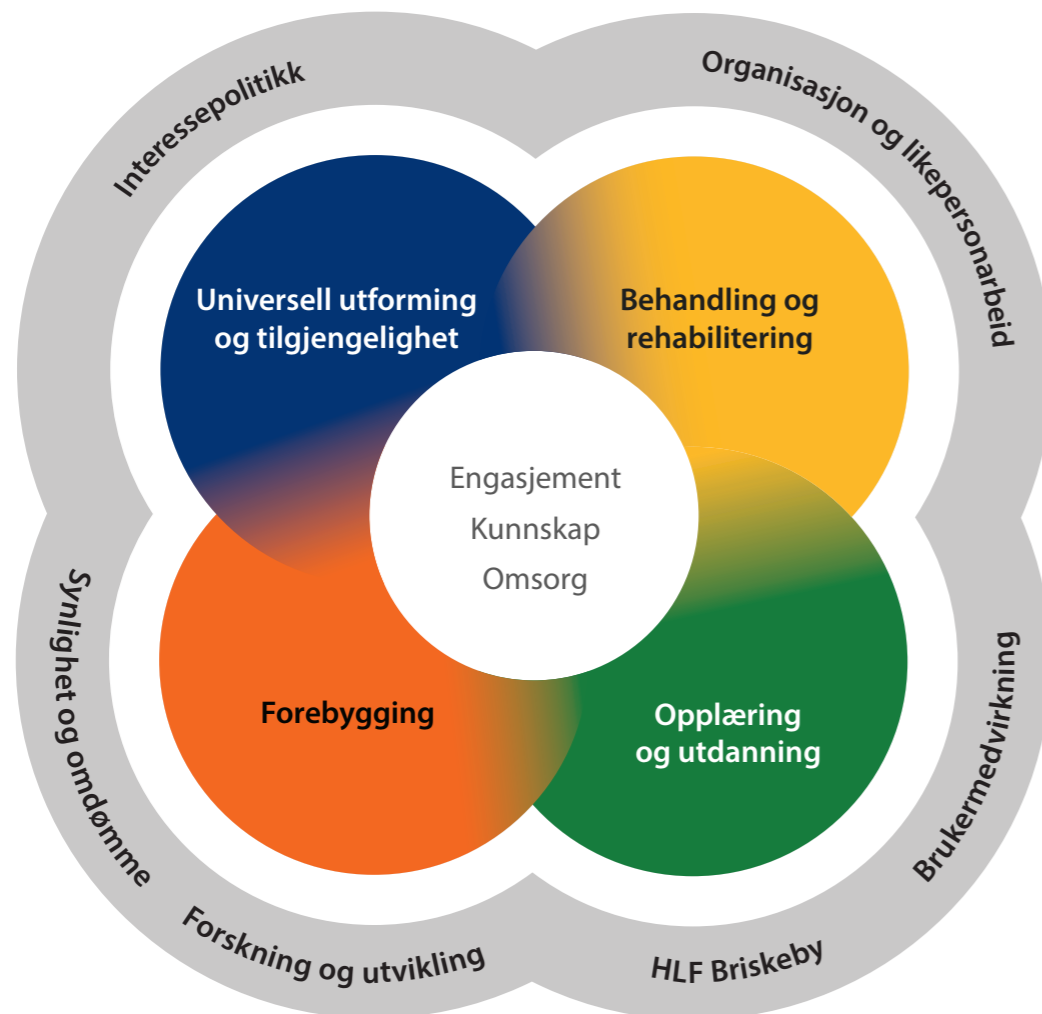 Interessepolitikk
Organisasjon og likepersonarbeid
Universell utforming
og tilgjengelighet
Behandling og
rehabilitering
Engasjement
Kunnskap
Omsorg
Forebygging
Opplæring
og utdanning
Synlighet og omdømme
Brukermedvirkning
Forskning og utvikling
HLF Briskeby